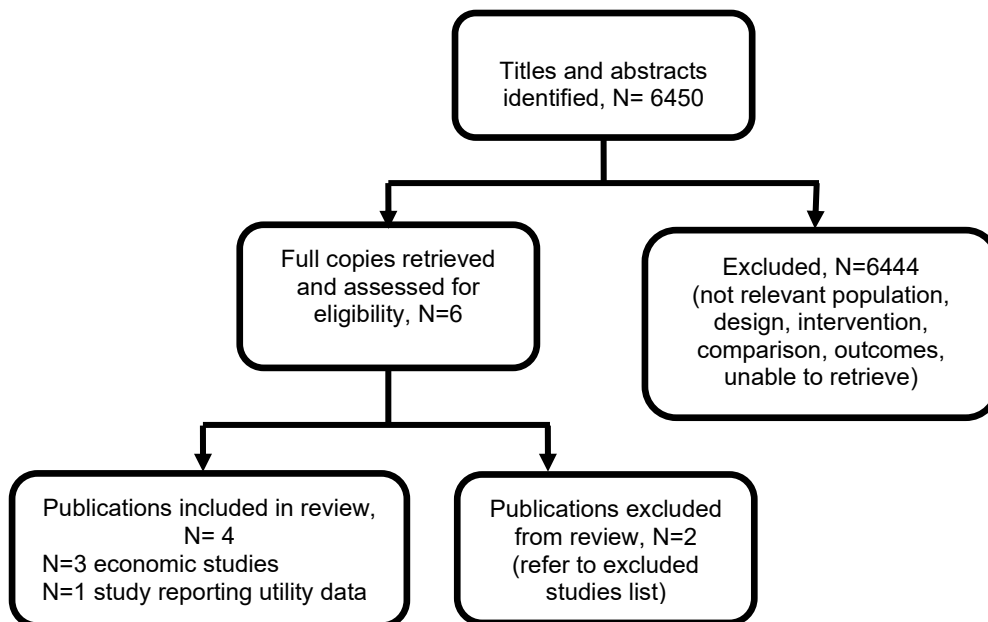 Titles and abstracts
identified, N= 6450
Full copies retrieved
and assessed for
eligibility, N=6
Excluded, N=6444
(not relevant population,
design, intervention,
comparison, outcomes,
unable to retrieve)
Publications included in review,
N= 4
N=3 economic studies
N=1 study reporting utility data
Publications excluded
from review, N=2
(refer to excluded
studies list)